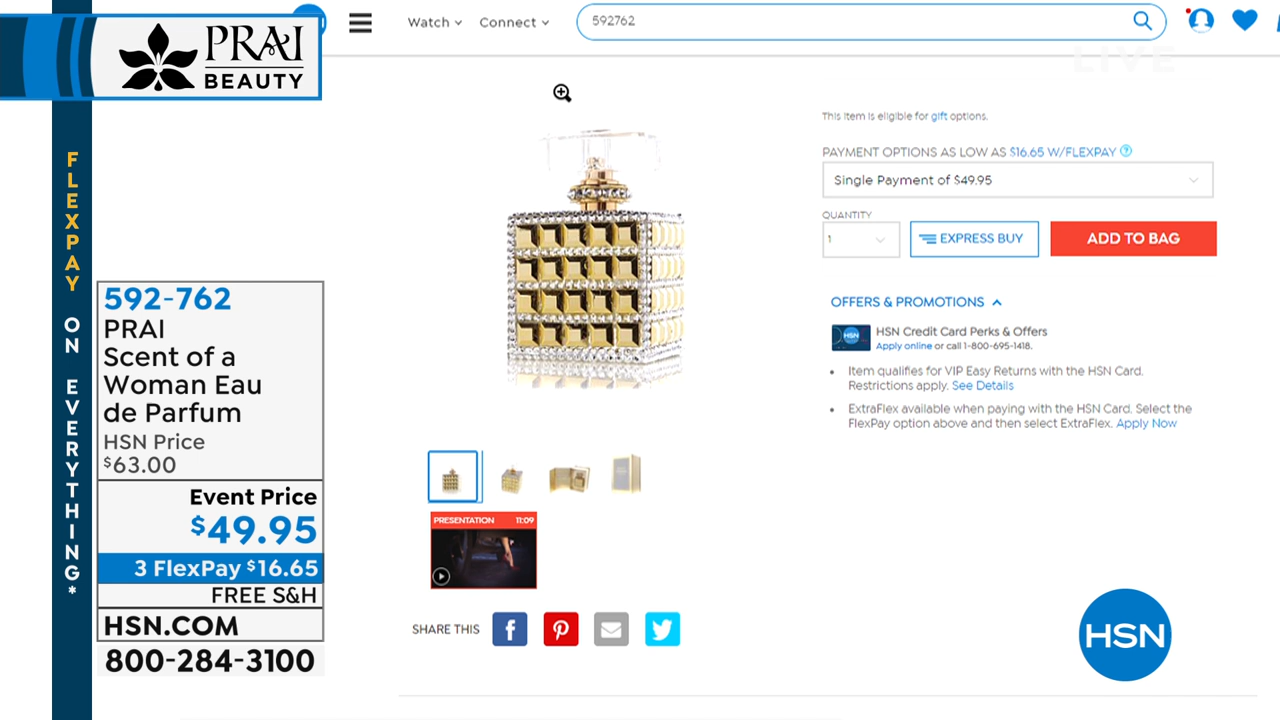 PRAI
BEAUTY
FLEXPAY ON EVERYTHING*
592-762
PRAI
Scent of a
Woman Eau
de Parfum
HSN Price
$63.00
Event Price
$49.95
3 FlexPay $16.65
FREE S&H
HSN.COM
800-284-3100
Watch
Connect
592762
LIVE
This item is eligible for gift options.
PAYMENT OPTIONS AS LOW AS $16.65 W/FLEXPAY ?
Single Payment of $49.95
QUANTITY
1
EXPRESS BUY
ADD TO BAG
OFFERS & PROMOTIONS
HSN
HSN Credit Card Perks & Offers
Apply online or call 1-800-695-1418.
• Item qualifies for VIP Easy Returns with the HSN Card.
Restrictions apply. See Details
• ExtraFlex available when paying with the HSN Card. Select the
FlexPay option above and then select ExtraFlex. Apply Now
PRESENTATION 11:09
SHARE THIS
HSN